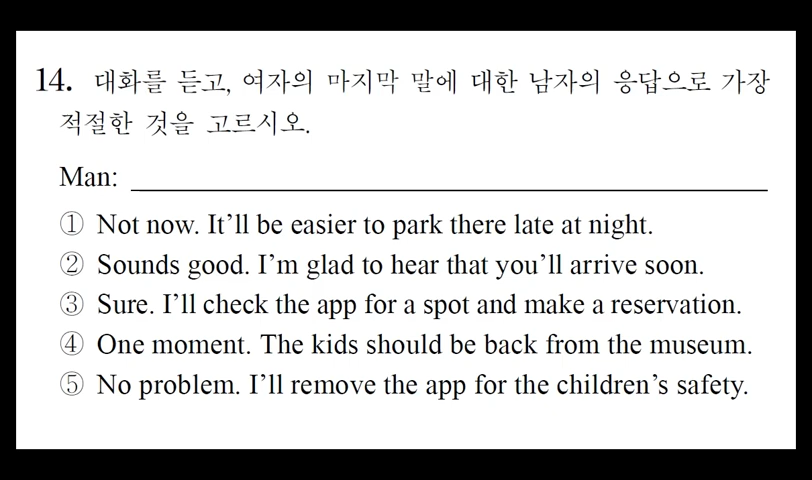 14. 대화를 듣고, 여자의 마지막 말에 대한 남자의 응답으로 가장
적절한 것을 고르시오.
Man:
① Not now. It’ll be easier to park there late at night.
② Sounds good. I’m glad to hear that you’ll arrive soon.
③ Sure. I’ll check the app for a spot and make a reservation.
④ One moment. The kids should be back from the museum.
⑤ No problem. I’ll remove the app for the children’s safety.